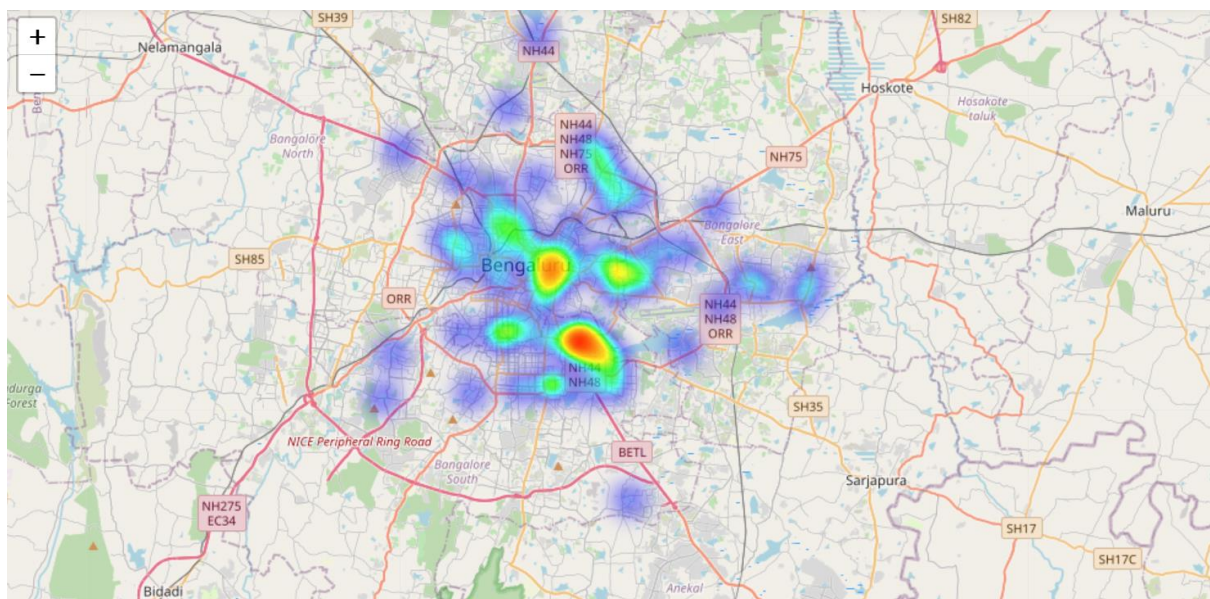 +
−
SH39
SH82
Nelamangala
NH44
Hoskote
Hosakote
taluk
NH44
NH48
NH75
ORR
Bangalore
North
NH75
Maluru
Bangalore
East
SH85
Bengaluru
ORR
NH44
NH48
ORR
NH44
NH48
ndurga
Forest
SH35
NICE Peripheral Ring Road
BETL
Bangalore
South
Sarjapura
NH275
EC34
SH17
SH17C
Bidadi
Anekal